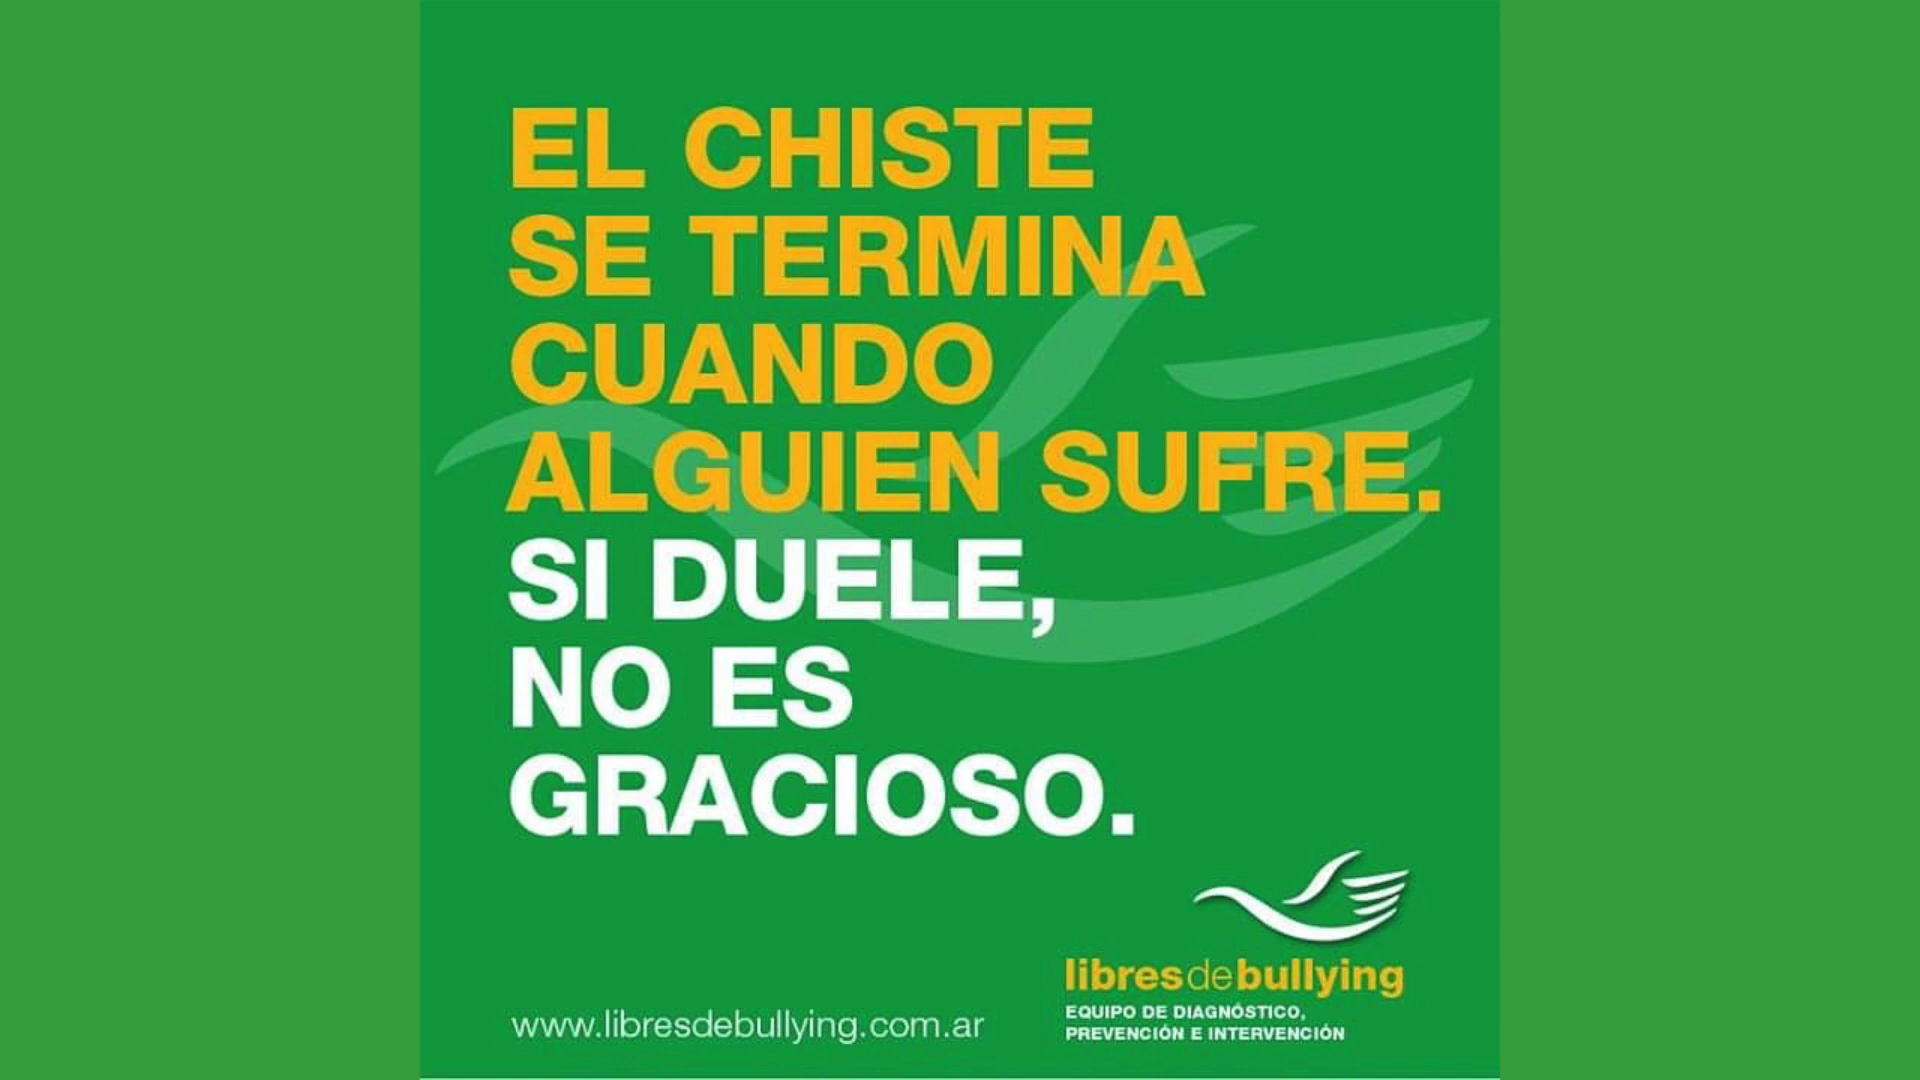 EL CHISTE
SE TERMINA
CUANDO
ALGUIEN SUFRE.
SI DUELE,
NO ES
GRACIOSO.
libresdebullying
EQUIPO DE DIAGNÓSTICO,
PREVENCIÓN E INTERVENCIÓN
www.libresdebullying.com.ar